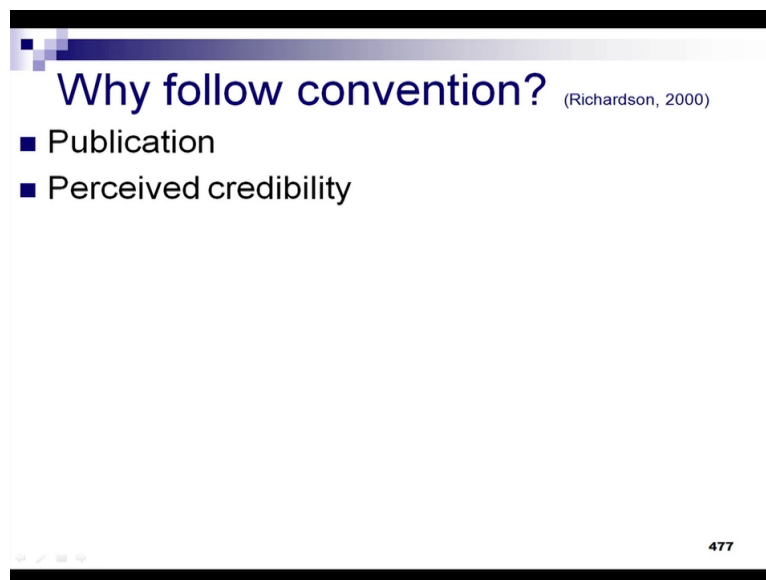 Why follow convention? (Richardson, 2000)
Publication
Perceived credibility
477